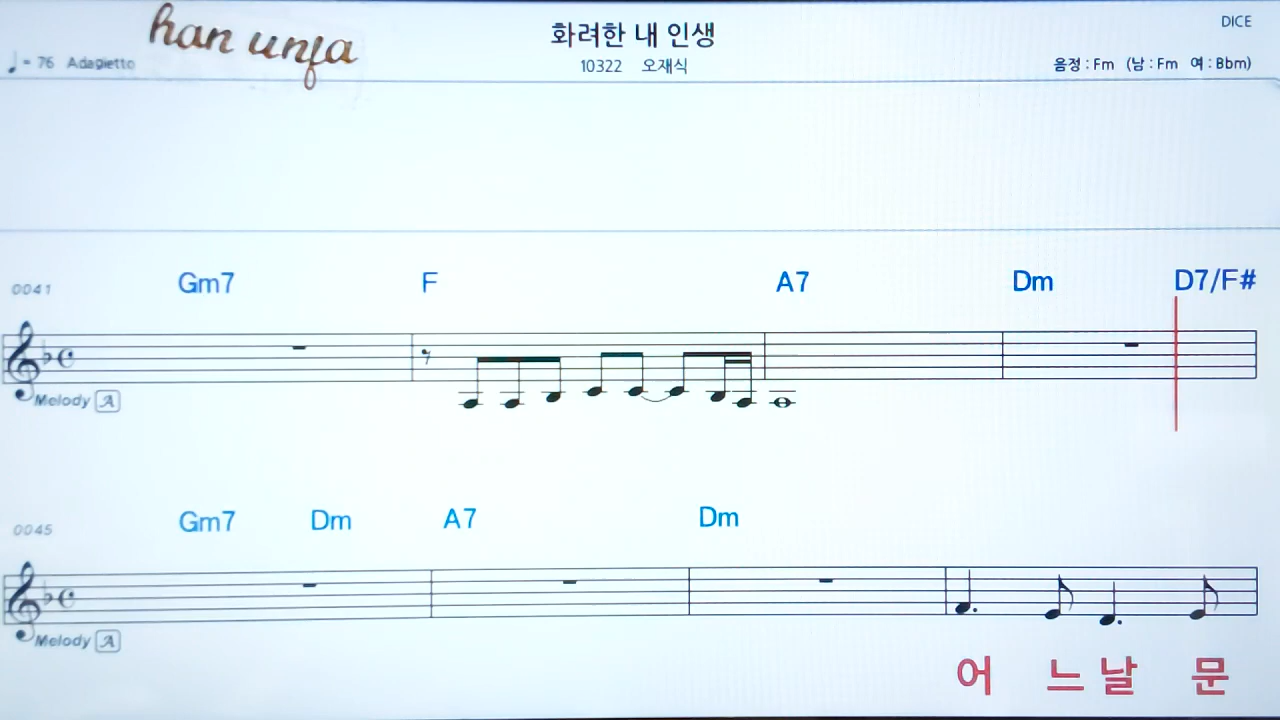 han unfa
화려한 내 인생
DICE
♩= 76 Adagietto
10322 오재식
음정 : Fm (남 : Fm 여 : Bbm)
Gm7 F A7 Dm D7/F#
0041
Melody A
Gm7 Dm A7 Dm
0045
Melody A
어 느 날 문